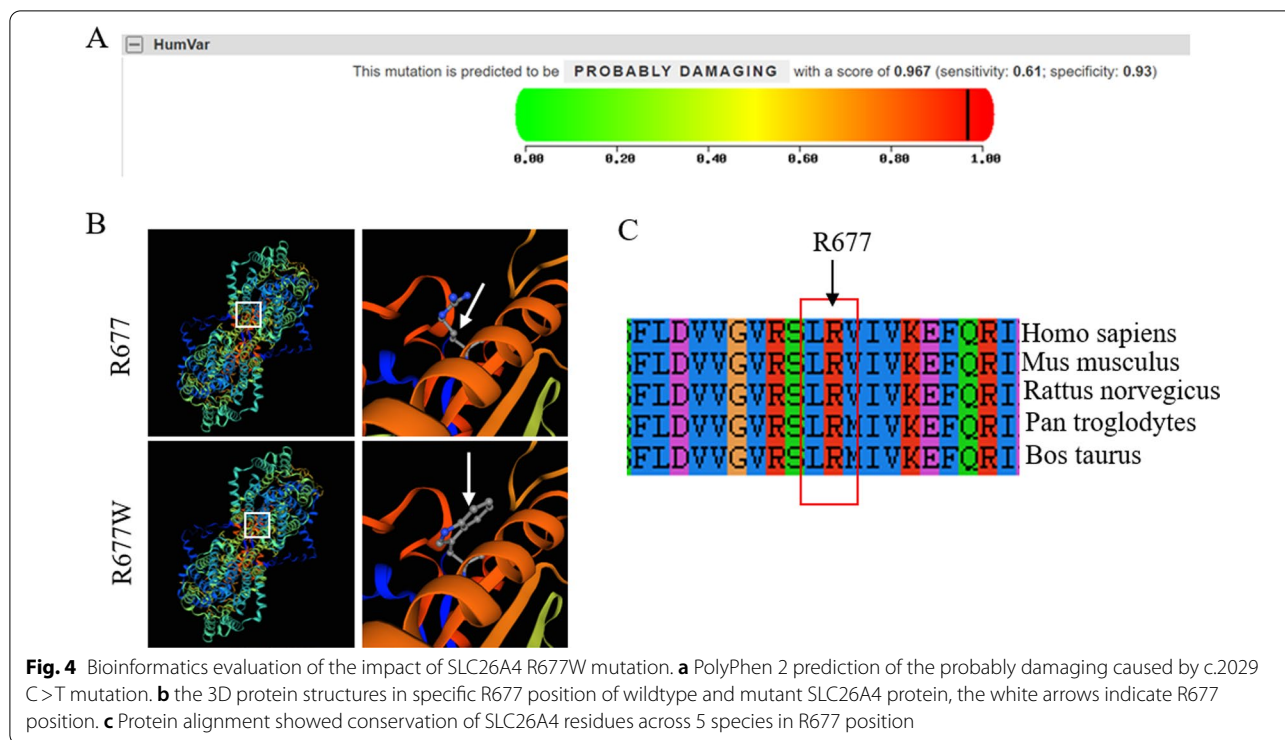 A
HumVar
This mutation is predicted to be PROBABLY DAMAGING with a score of 0.967 (sensitivity: 0.61; specificity: 0.93)
0.00 0.20 0.40 0.60 0.80 1.00
B
R677
R677W
C
R677
FLDVVGVRSLRVIVKEFQRI Homo sapiens
FLDVVGVRSLRVIVKEFQRI Mus musculus
FLDVVGVRSLRVIVKEFQRI Rattus norvegicus
FLDVVGVRSLRMIVKEFQRI Pan troglodytes
FLDVVGVRSLRMIVKEFQRI Bos taurus
Fig. 4 Bioinformatics evaluation of the impact of SLC26A4 R677W mutation. a PolyPhen 2 prediction of the probably damaging caused by c.2029
C>T mutation. b the 3D protein structures in specific R677 position of wildtype and mutant SLC26A4 protein, the white arrows indicate R677
position. c Protein alignment showed conservation of SLC26A4 residues across 5 species in R677 position